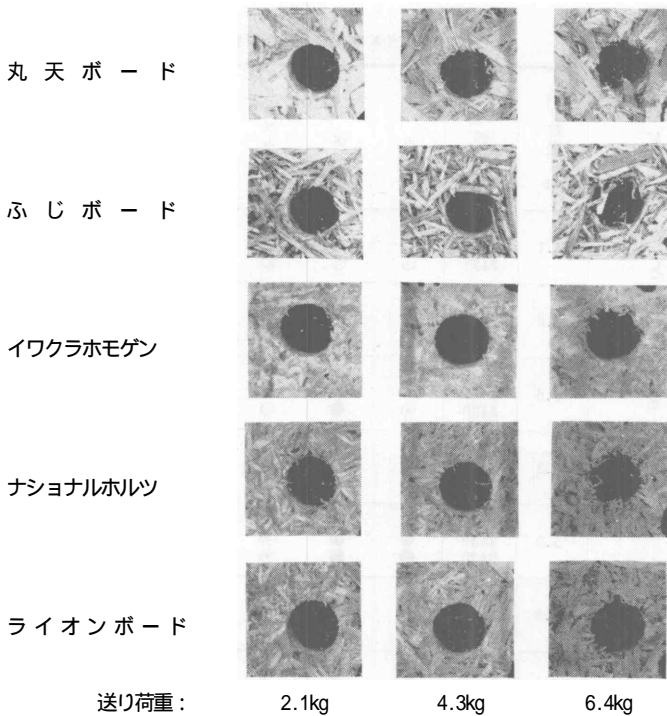 丸天ボード
ふじボード
イワクラホモゲン
ナショナルホルツ
ライオンボード
送り荷重： 2.1kg 4.3kg 6.4kg